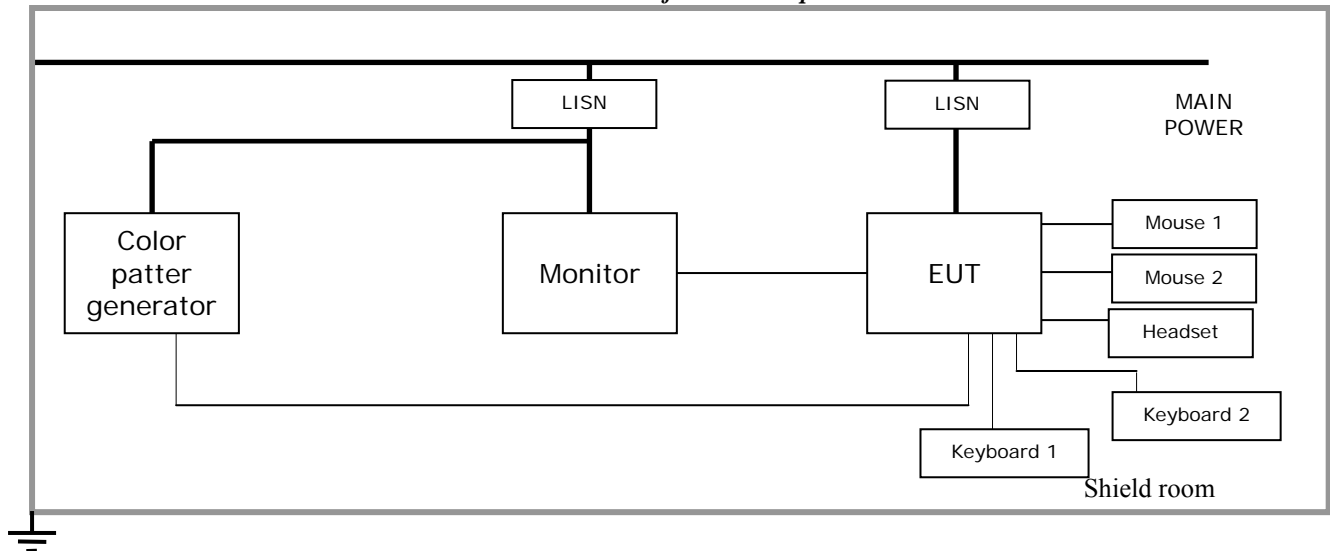 LISN
LISN
MAIN
POWER
Color
patter
generator
Monitor
EUT
Mouse 1
Mouse 2
Headset
Keyboard 2
Keyboard 1
Shield room